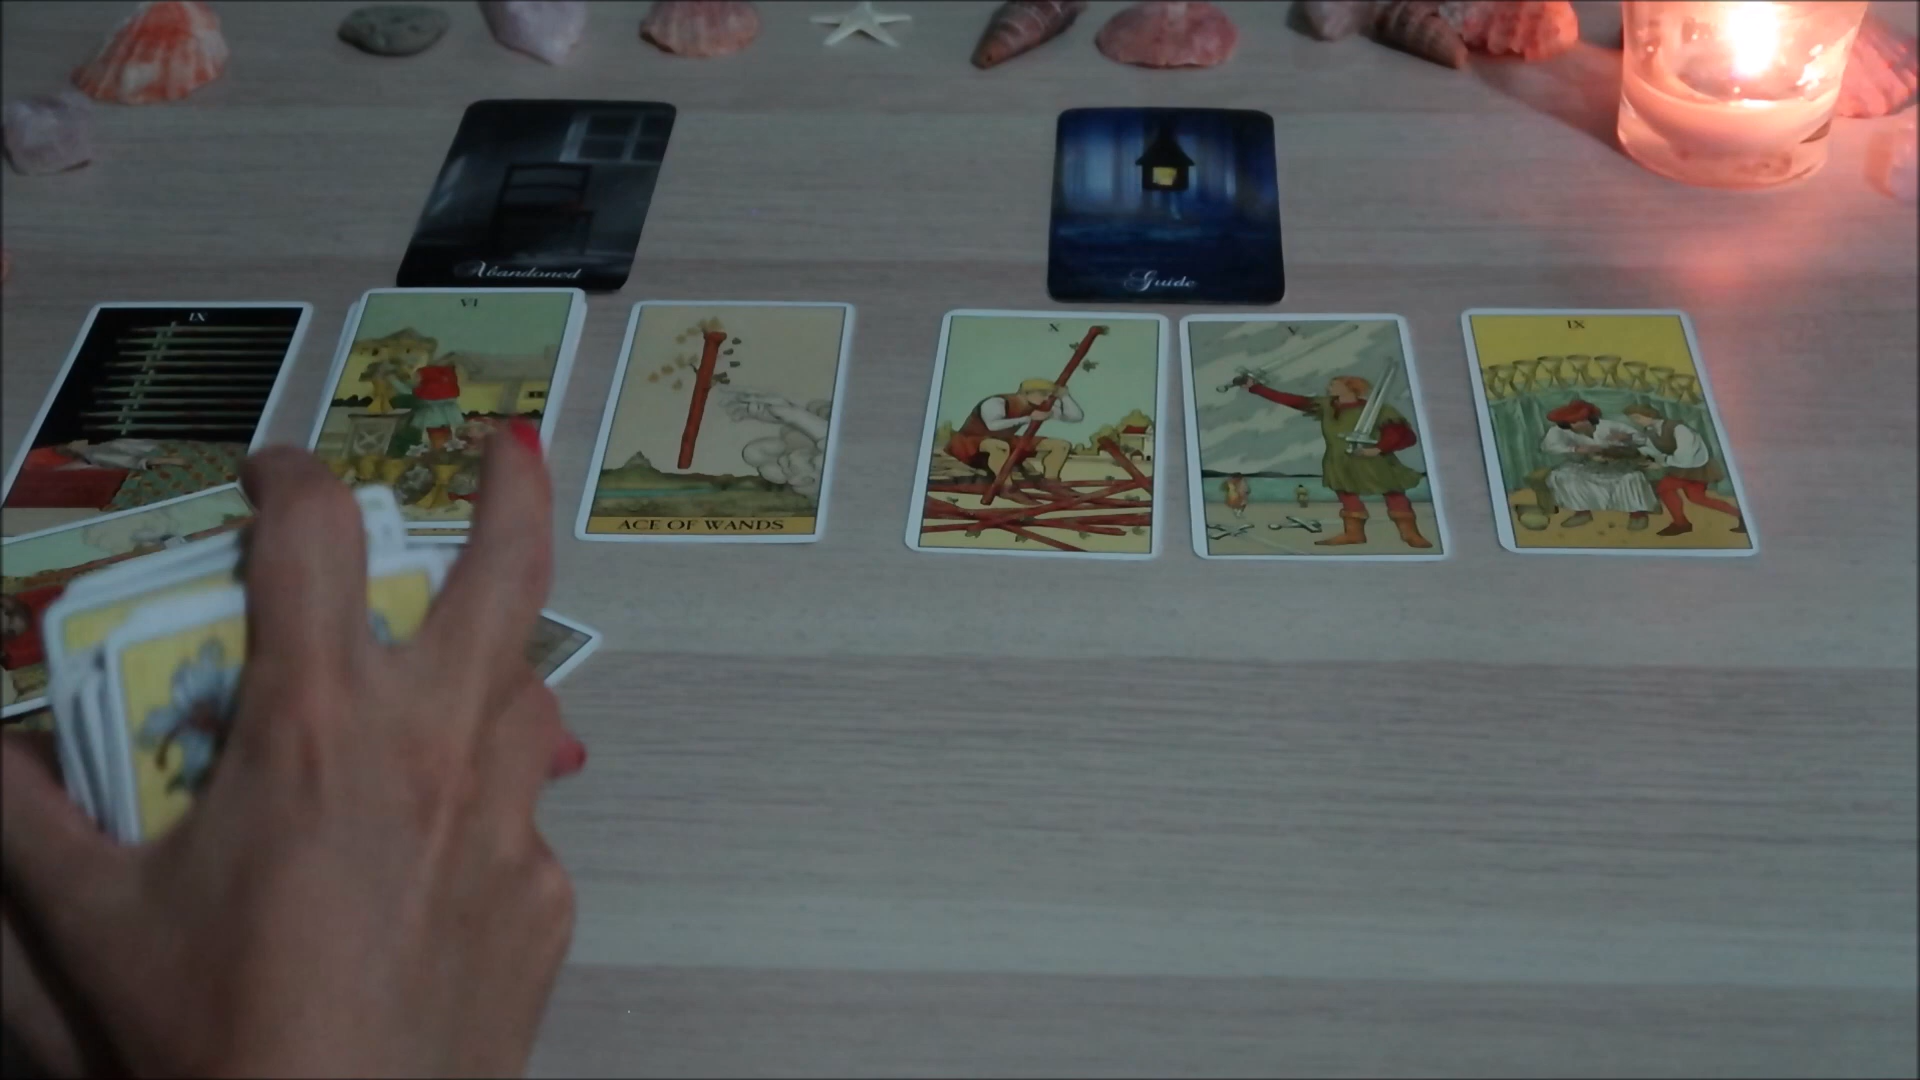 Abandoned
Guide
IX
VI
ACE OF WANDS
X
V
IX